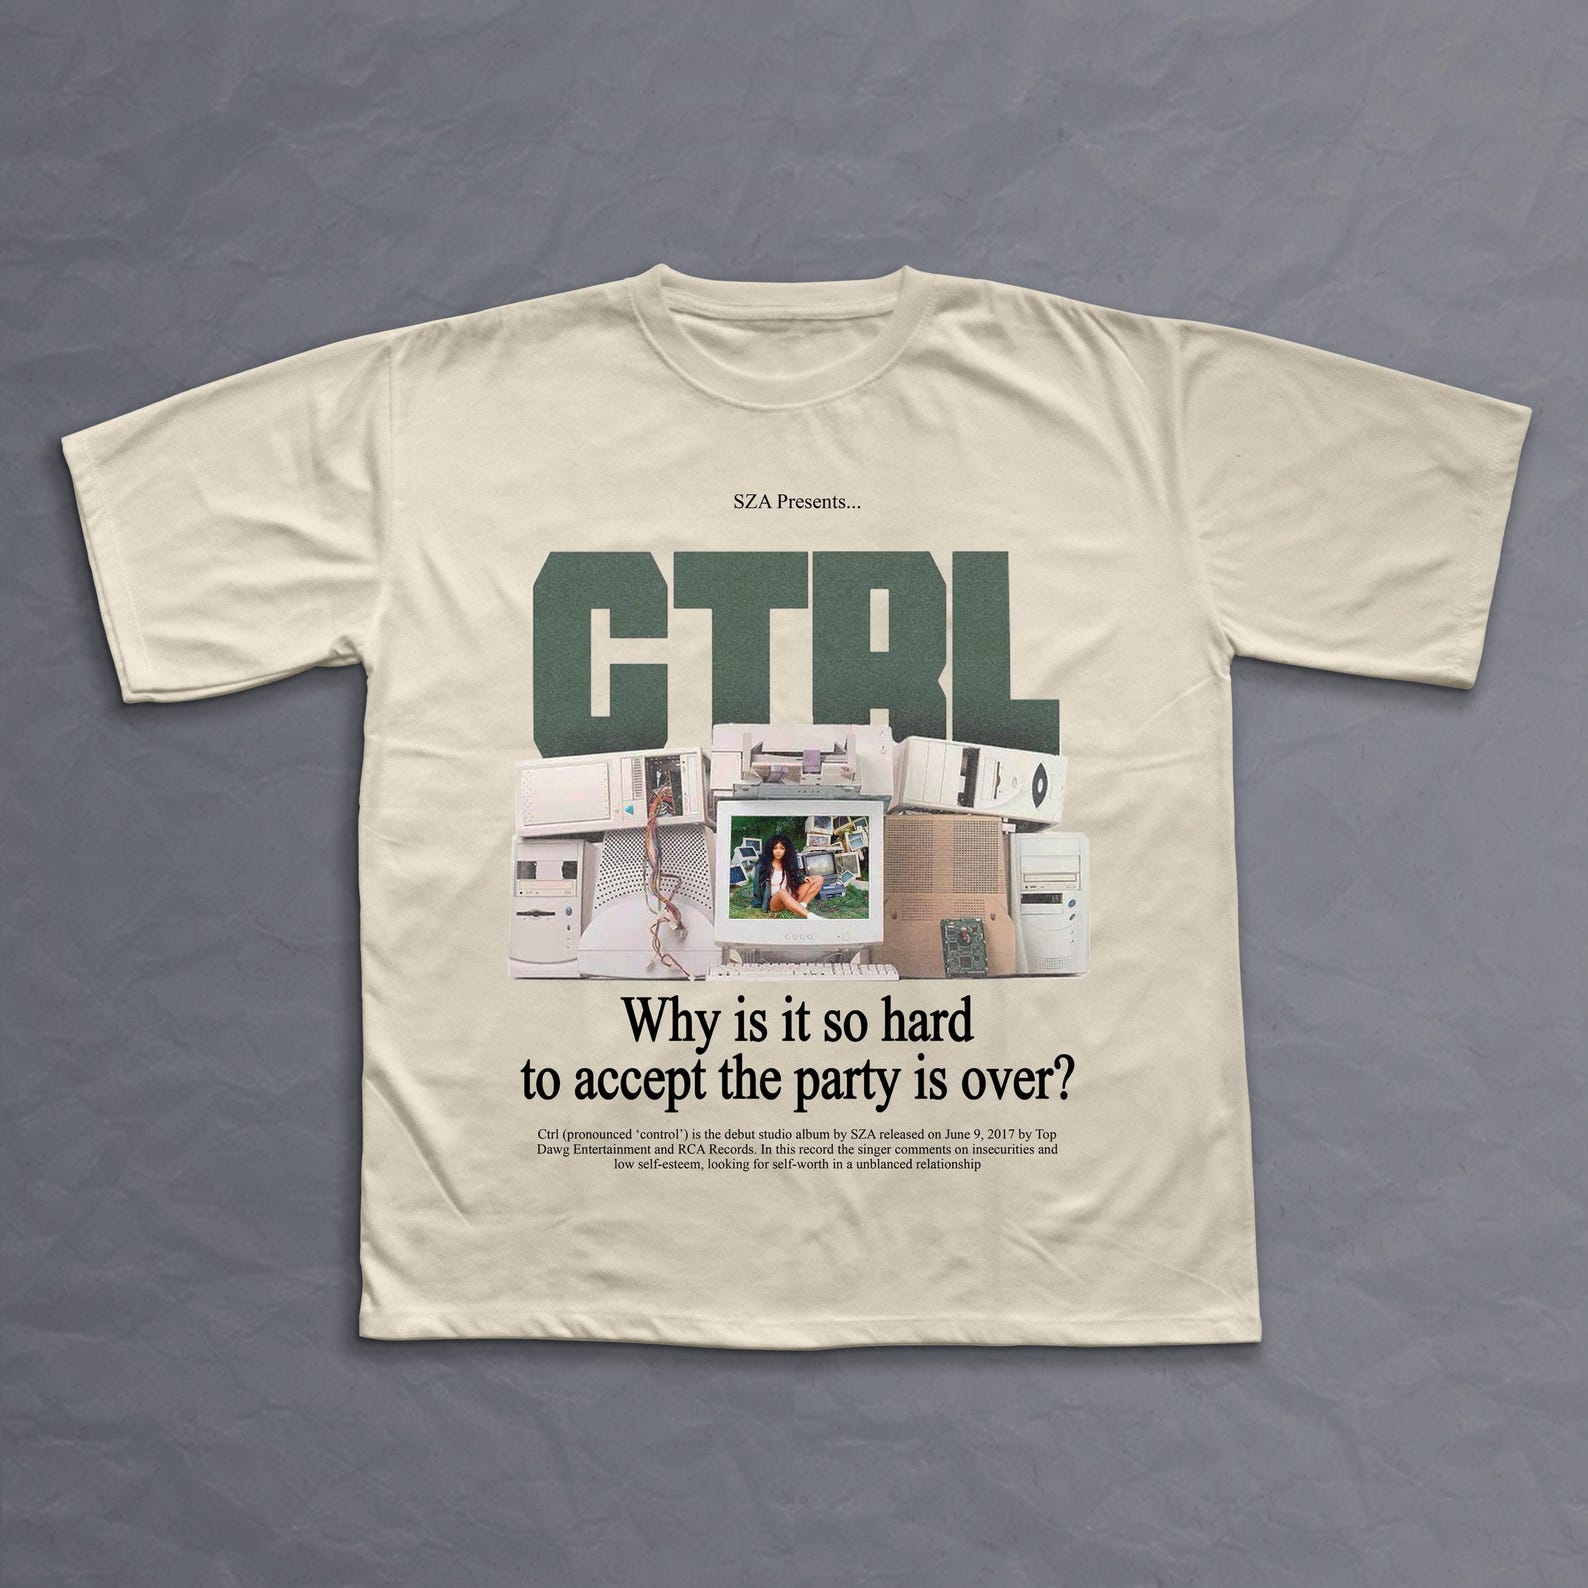 SZA Presents...
CTRL
Why is it so hard
to accept the party is over?
Ctrl (pronounced ‘control’) is the debut studio album by SZA released on June 9, 2017 by Top
Dawg Entertainment and RCA Records. In this record the singer comments on insecurities and
low self-esteem, looking for self-worth in a unblanced relationship